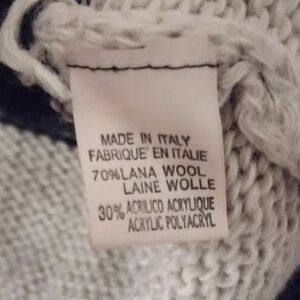 MADE IN ITALY
FABRIQUE' EN ITALIE
70% LANA WOOL
LAINE WOLLE
30% ACRILICO ACRYLIQUE
ACRYLIC POLYACRYL